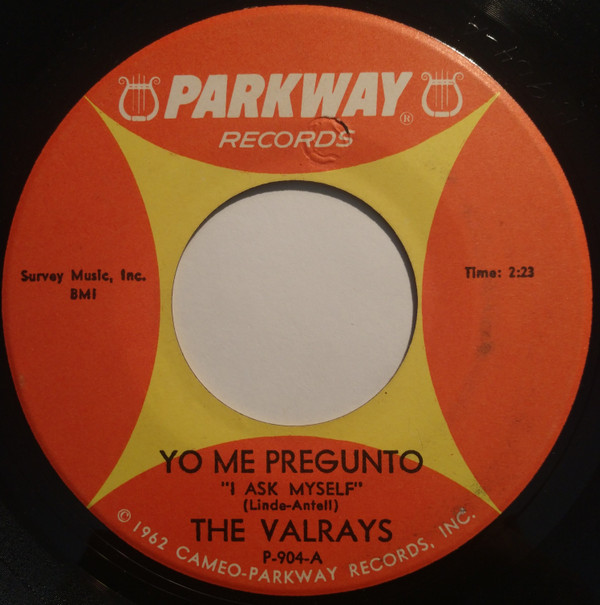 PARKWAY®
RECORDS
Survey Music, Inc.
BMI
Time: 2:23
YO ME PREGUNTO
"I ASK MYSELF"
(Linde-Antell)
THE VALRAYS
P-904-A
© 1962 CAMEO-PARKWAY RECORDS, INC.